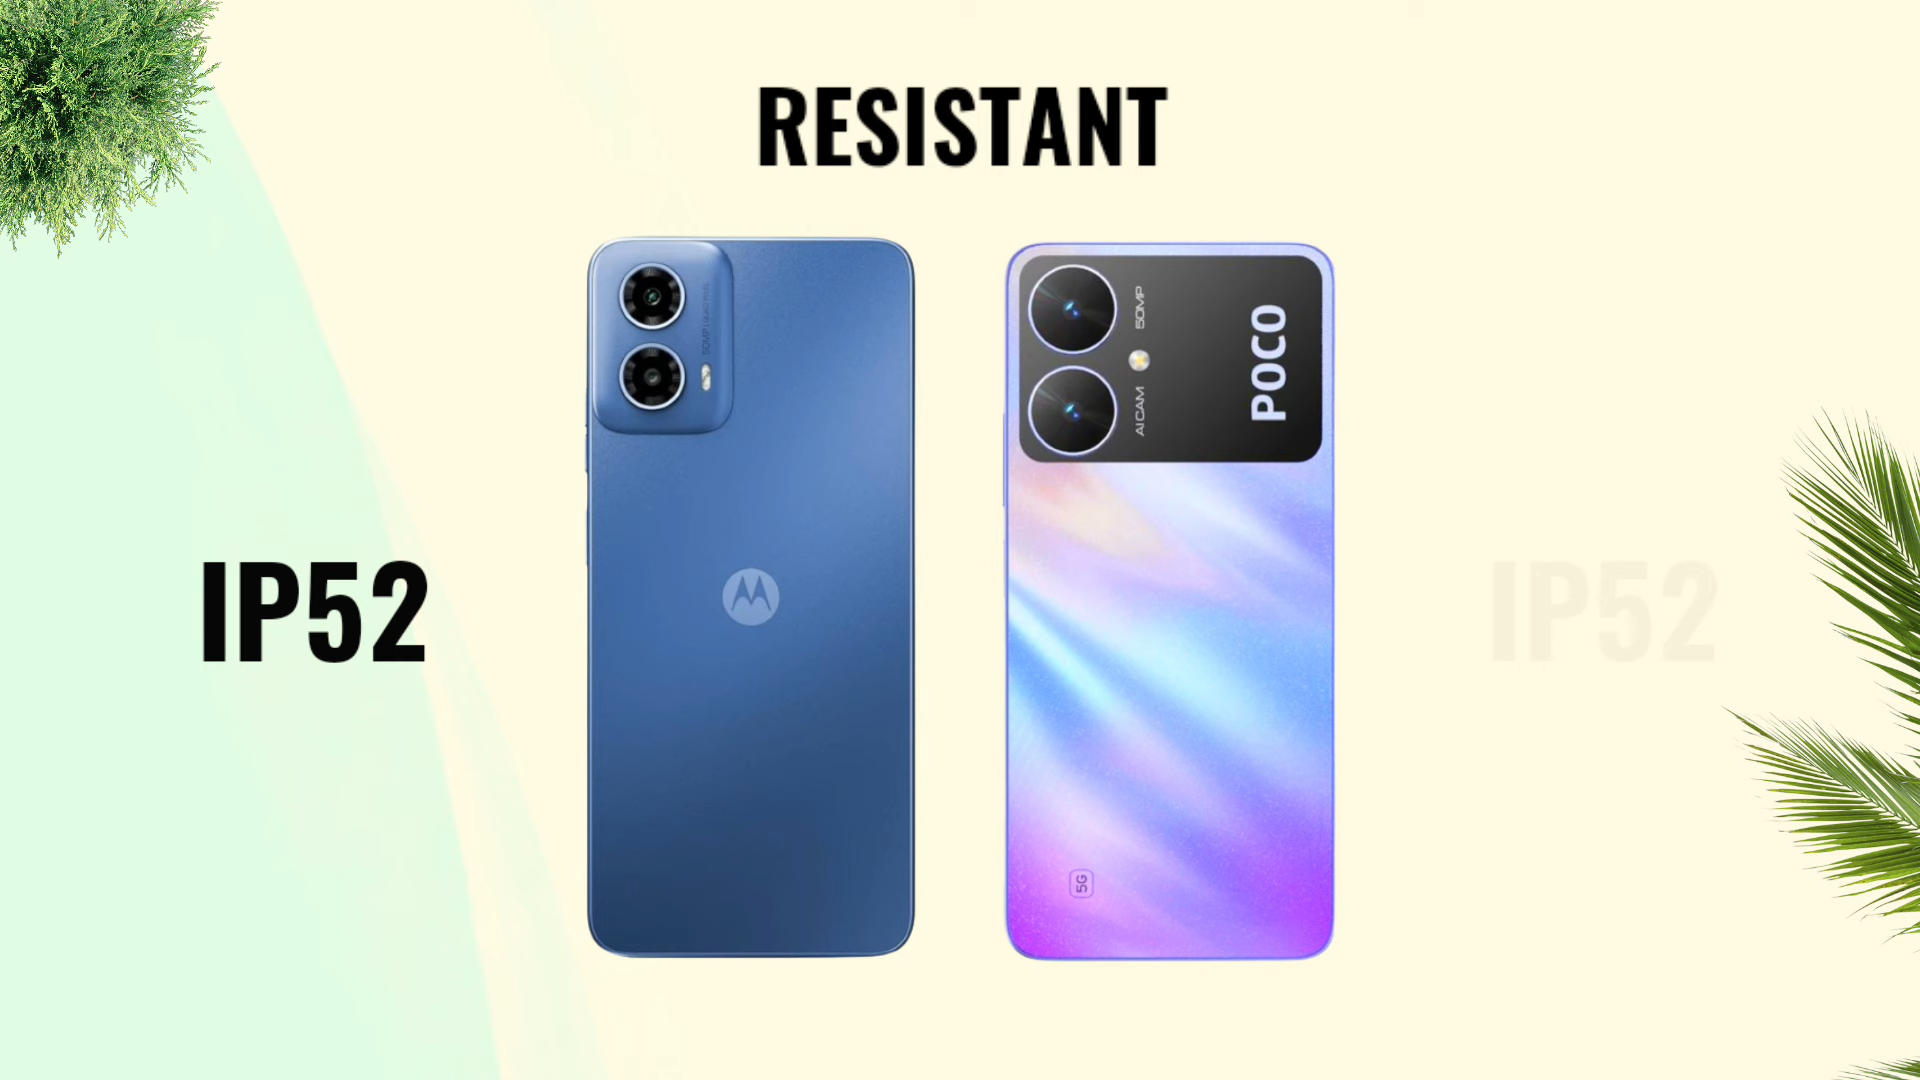 RESISTANT
IP52
50MP
AI CAM
POCO
5G
IP52